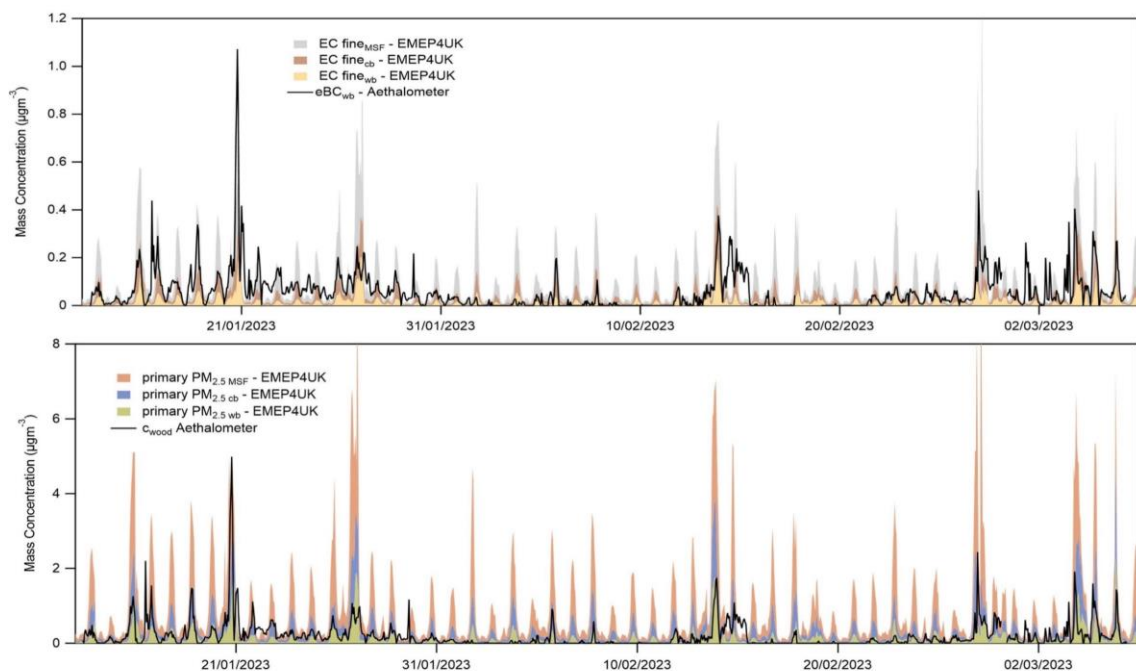 1.2
1.0
0.8
0.6
0.4
0.2
0
Mass Concentration (µgm⁻³)
EC fine_MSF - EMEP4UK
EC fine_cb - EMEP4UK
EC fine_wb - EMEP4UK
eBC_wb - Aethalometer
21/01/2023 31/01/2023 10/02/2023 20/02/2023 02/03/2023
8
6
4
2
0
Mass Concentration (µgm⁻³)
primary PM_2.5 MSF - EMEP4UK
primary PM_2.5 cb - EMEP4UK
primary PM_2.5 wb - EMEP4UK
c_wood Aethalometer
21/01/2023 31/01/2023 10/02/2023 20/02/2023 02/03/2023